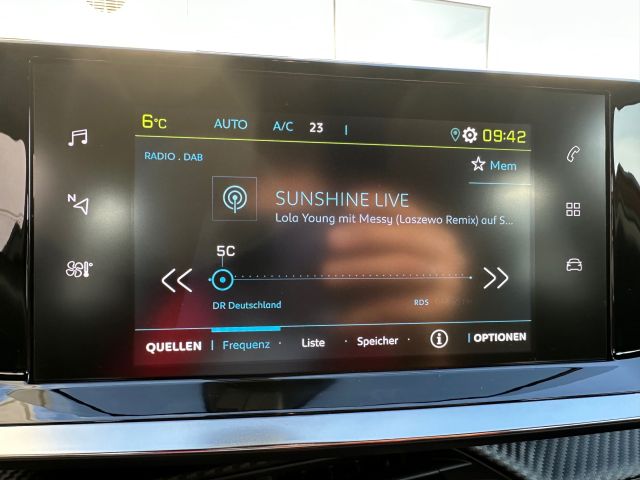 6°C AUTO A/C 23 09:42
RADIO . DAB
Mem
SUNSHINE LIVE
Lola Young mit Messy (Laszewo Remix) auf S...
N
5C
DR Deutschland
RDS
QUELLEN Frequenz Liste Speicher i OPTIONEN